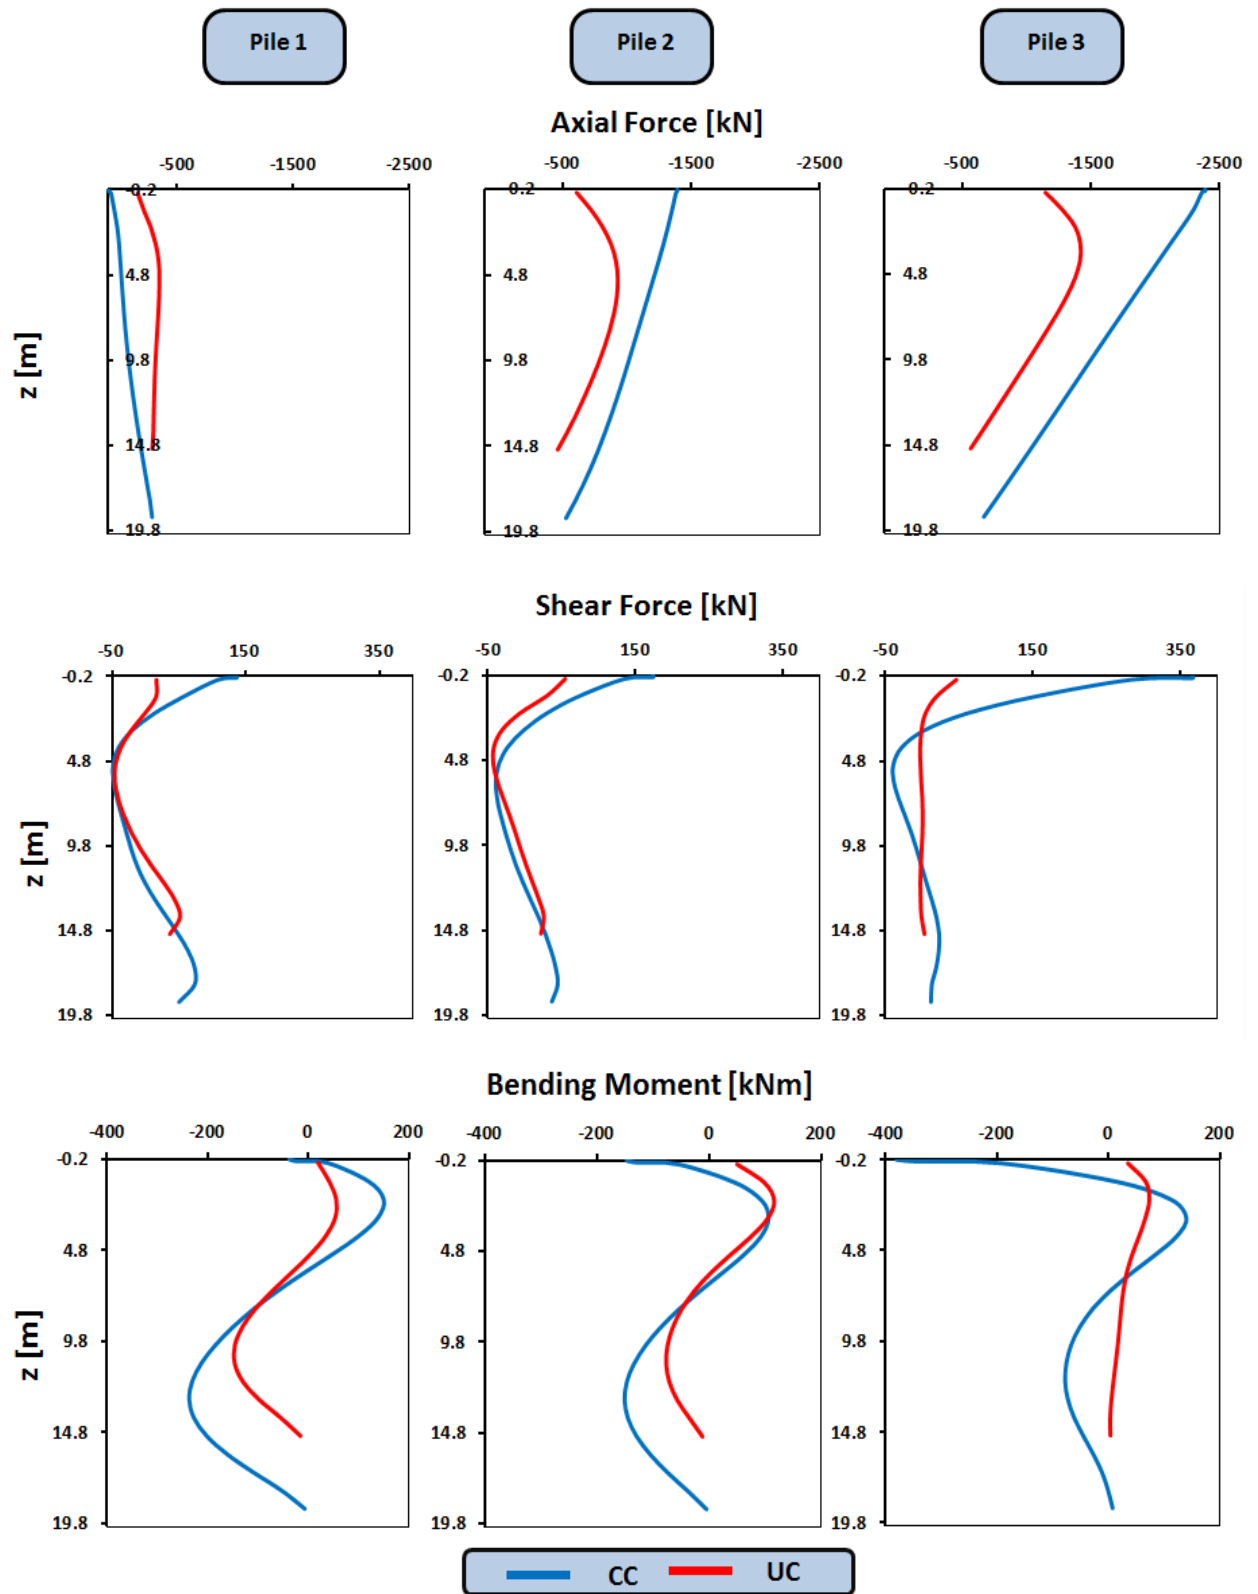 Pile 1 Pile 2 Pile 3
Axial Force [kN]
-500 -1500 -2500 -500 -1500 -2500 -500 -1500 -2500
-0.2 -0.2 -0.2
4.8 4.8 4.8
z [m]
9.8 9.8 9.8
14.8 14.8 14.8
19.8 19.8 19.8
Shear Force [kN]
-50 150 350 -50 150 350 -50 150 350
-0.2 -0.2 -0.2
4.8 4.8 4.8
z [m]
9.8 9.8 9.8
14.8 14.8 14.8
19.8 19.8 19.8
Bending Moment [kNm]
-400 -200 0 200 -400 -200 0 200 -400 -200 0 200
-0.2 -0.2 -0.2
4.8 4.8 4.8
z [m]
9.8 9.8 9.8
14.8 14.8 14.8
19.8 19.8 19.8
CC UC